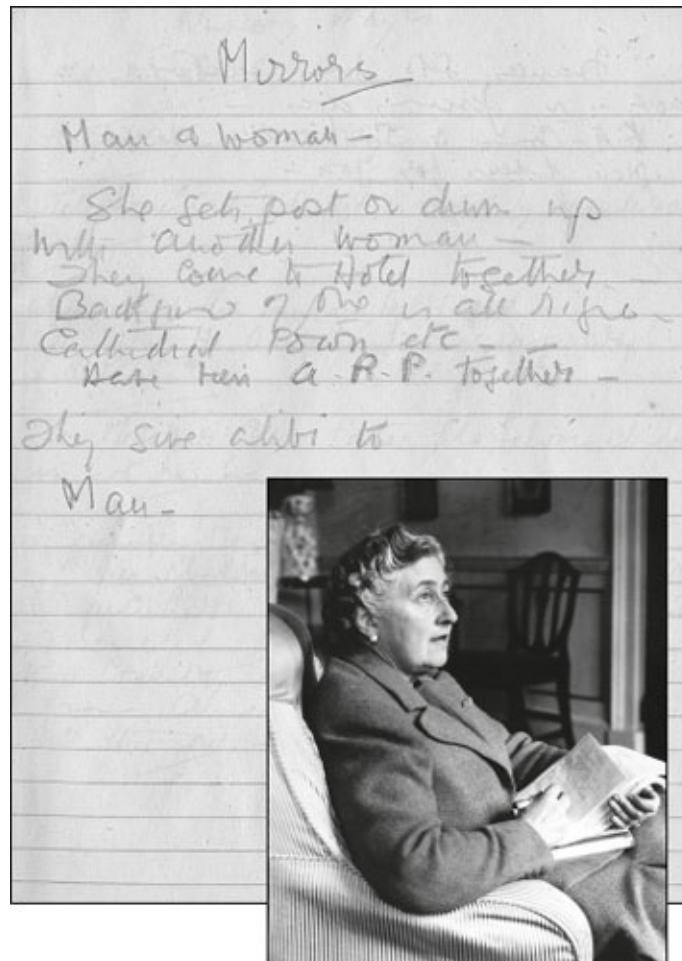 Mirrors
Man & woman –
She gets post or chum up
with another woman –
They come to Hotel together –
Background of one is all right –
Cathedral Town etc – –
Have been A.R.P. together –
They give alibi to
Man –